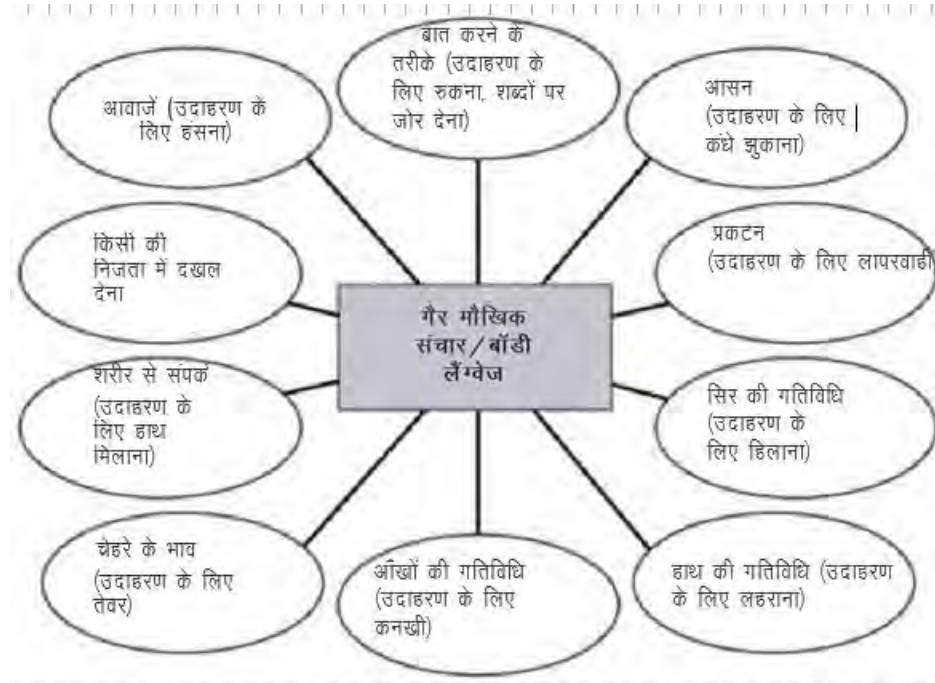 बात करने के
तरीके (उदाहरण के
लिए रुकना, शब्दों पर
जोर देना)
आवाजें (उदाहरण के
लिए हंसना)
आसन
(उदाहरण के लिए
कंधे झुकाना)
किसी की
निजता में दखल
देना
प्रकटन
(उदाहरण के लिए लापरवाही)
गैर मौखिक
संचार/बॉडी
लैंग्वेज
शरीर से संपर्क
(उदाहरण के
लिए हाथ
मिलाना)
सिर की गतिविधि
(उदाहरण के
लिए हिलाना)
चेहरे के भाव
(उदाहरण के लिए
तेवर)
आँखों की गतिविधि
(उदाहरण के लिए
कनखी)
हाथ की गतिविधि (उदाहरण
के लिए लहराना)